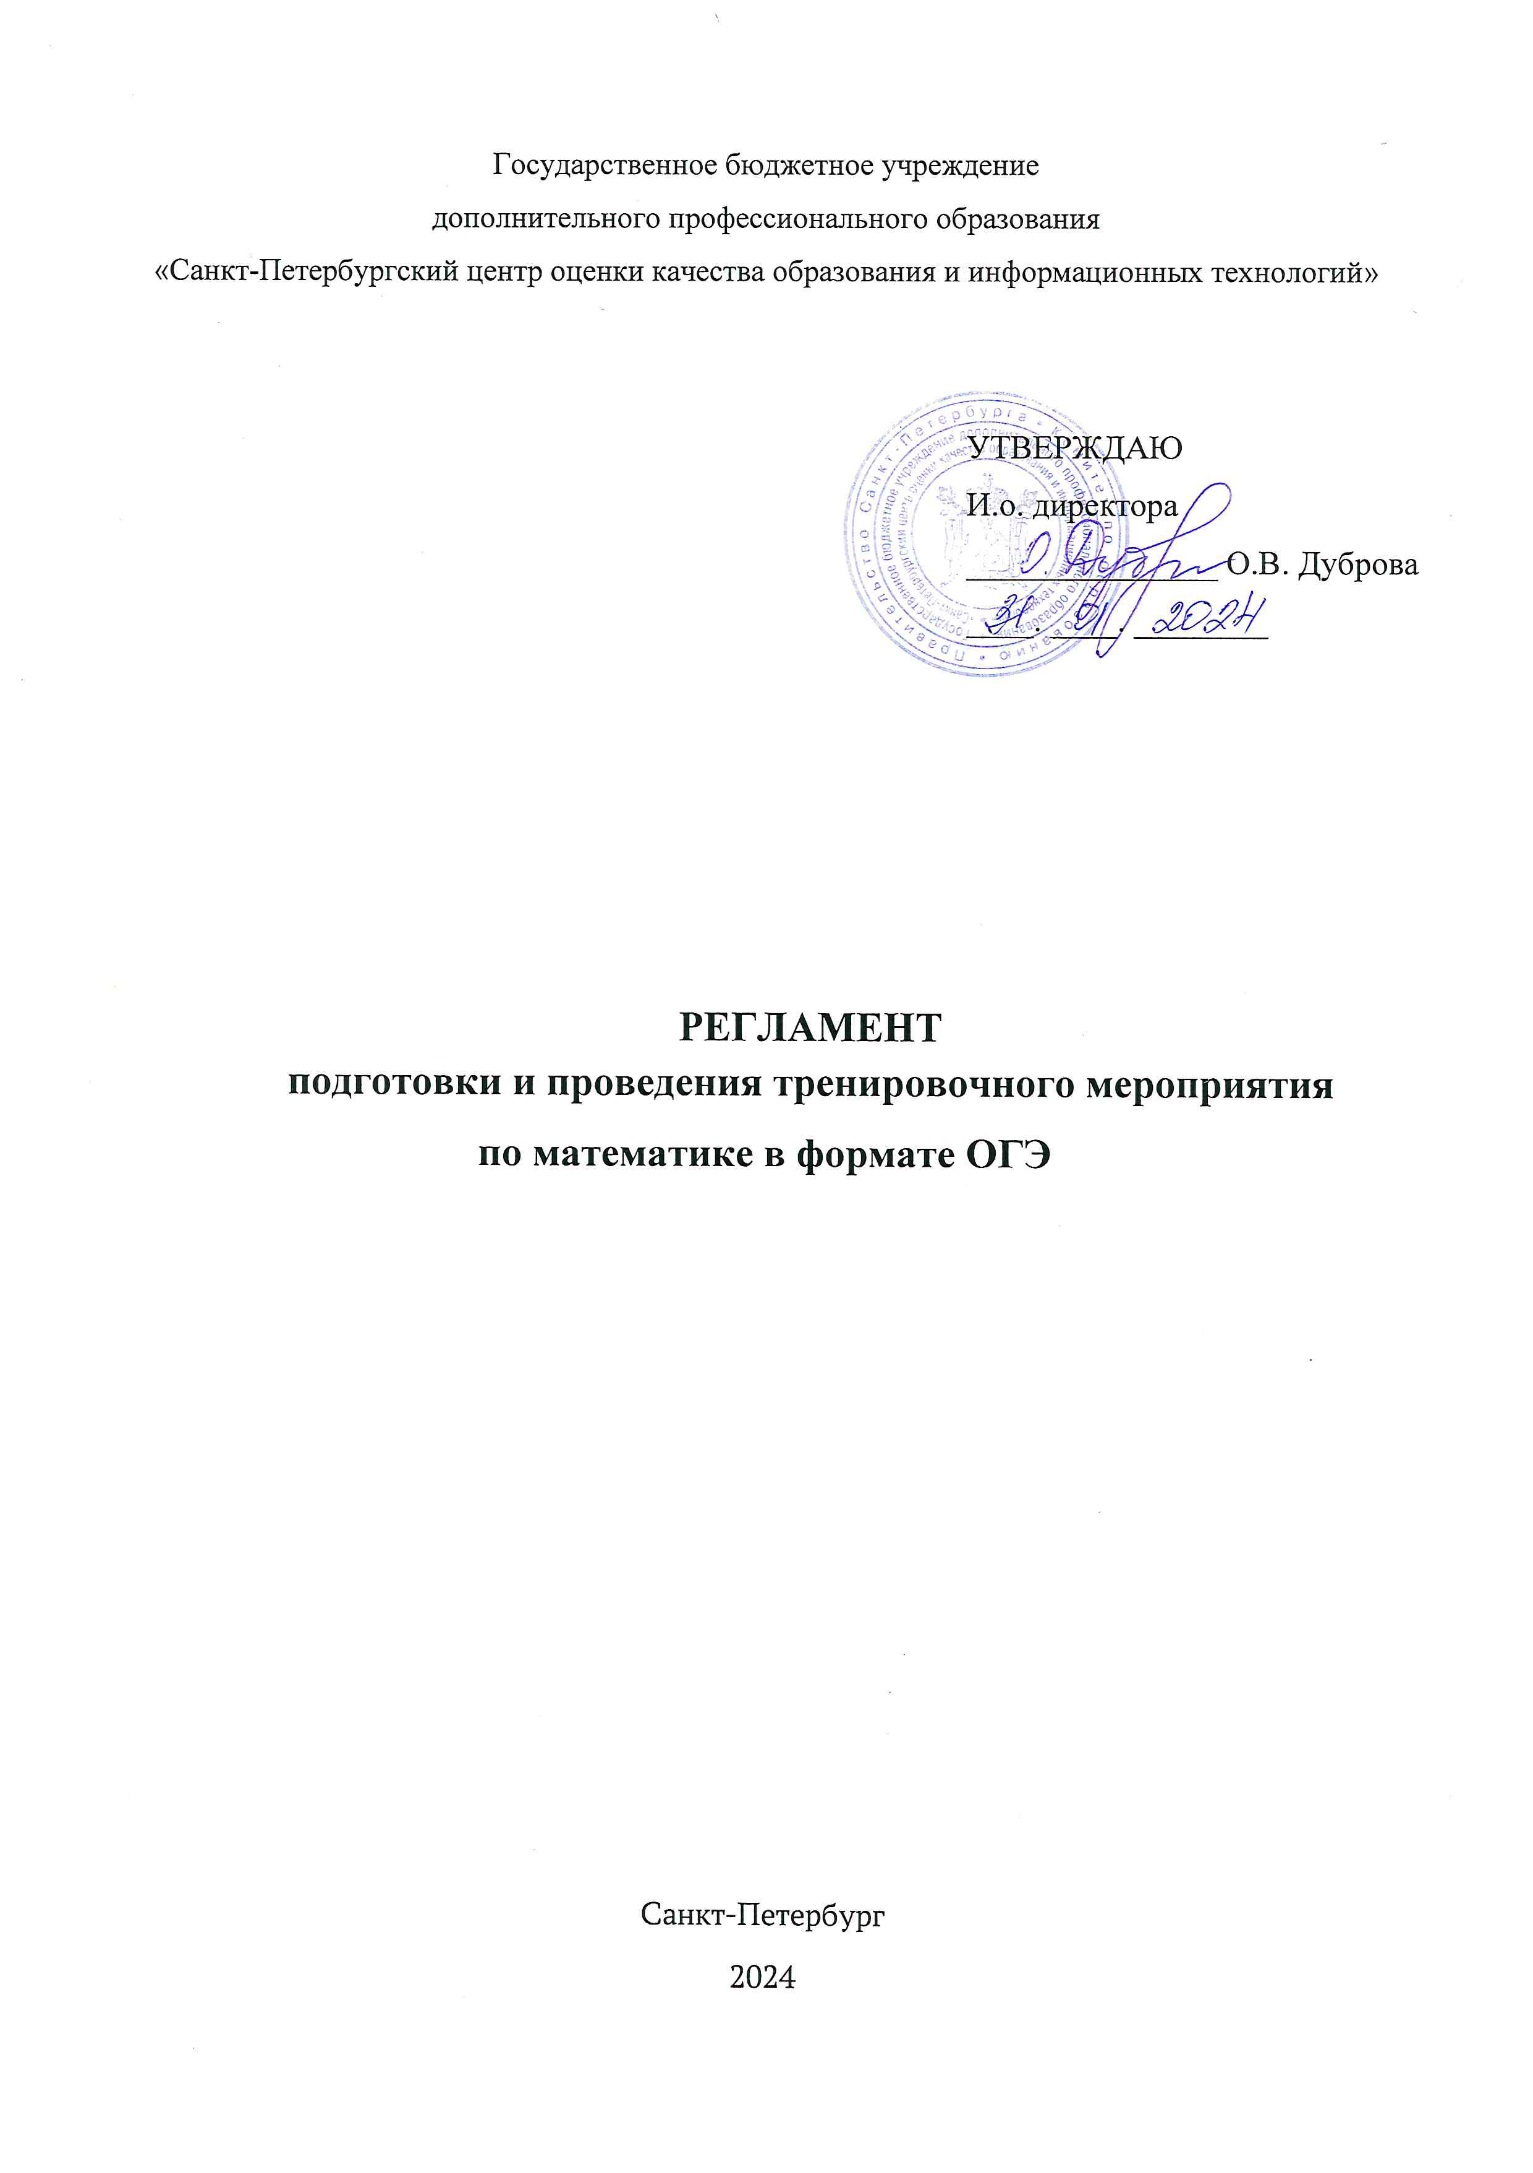 Государственное бюджетное учреждение
дополнительного профессионального образования
«Санкт-Петербургский центр оценки качества образования и информационных технологий»
УТВЕРЖДАЮ
И.о. директора
О.В. Дуброва
2024
РЕГЛАМЕНТ
подготовки и проведения тренировочного мероприятия
по математике в формате ОГЭ
Санкт-Петербург
2024